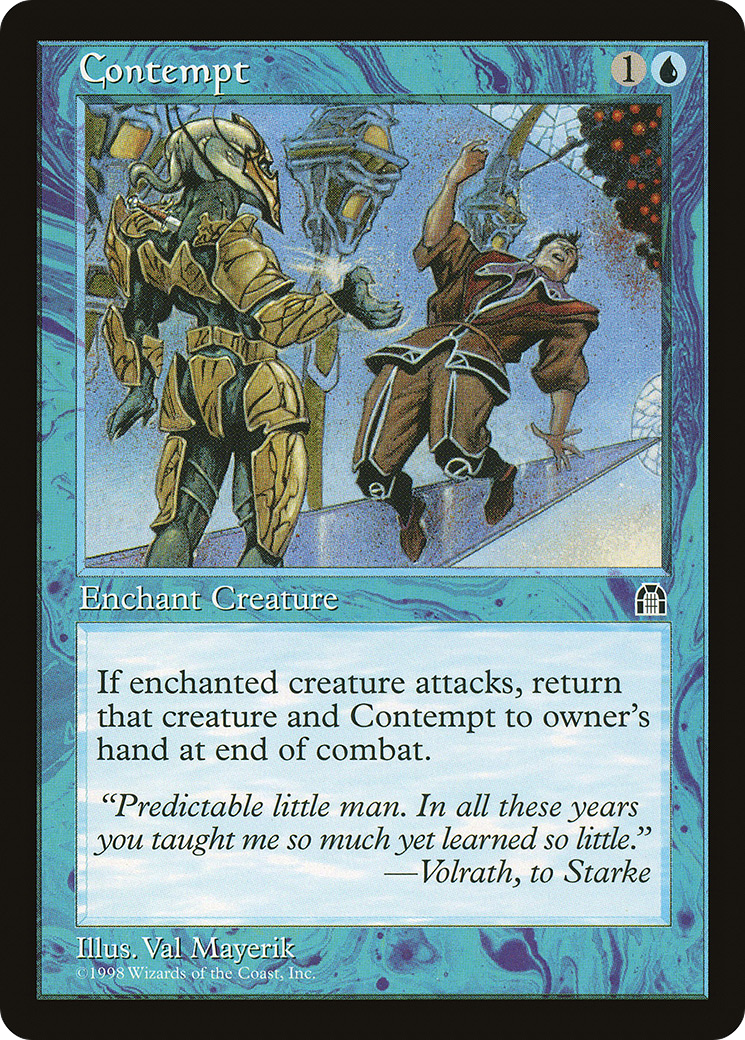 Contempt
1
Enchant Creature
If enchanted creature attacks, return
that creature and Contempt to owner's
hand at end of combat.
“Predictable little man. In all these years
you taught me so much yet learned so little.”
—Volrath, to Starke
Illus. Val Mayerik
©1998 Wizards of the Coast, Inc.